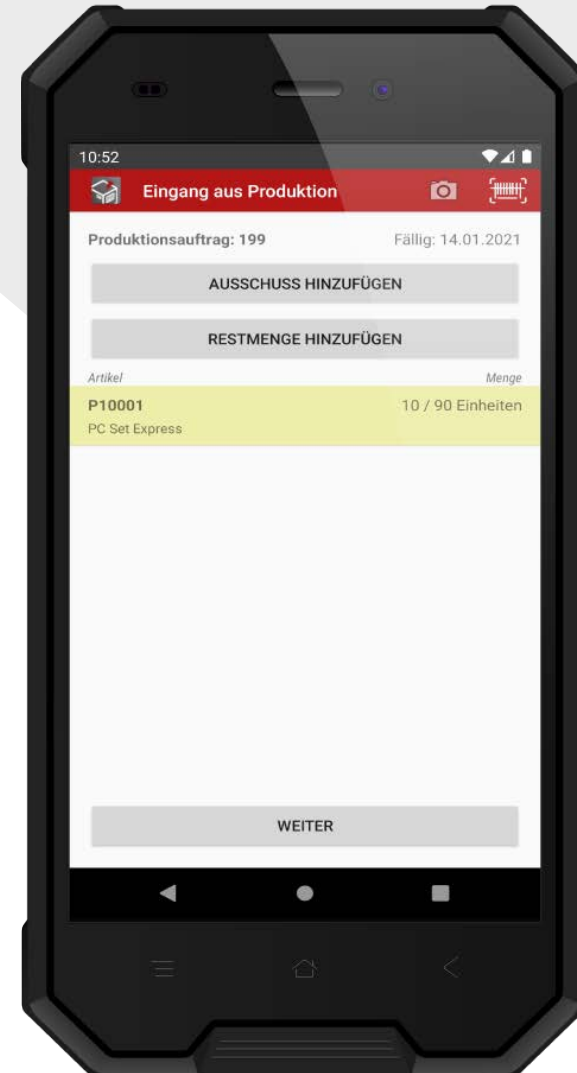 10:52
Eingang aus Produktion
Produktionsauftrag: 199 Fällig: 14.01.2021
AUSSCHUSS HINZUFÜGEN
RESTMENGE HINZUFÜGEN
Artikel Menge
P10001 10 / 90 Einheiten
PC Set Express
WEITER